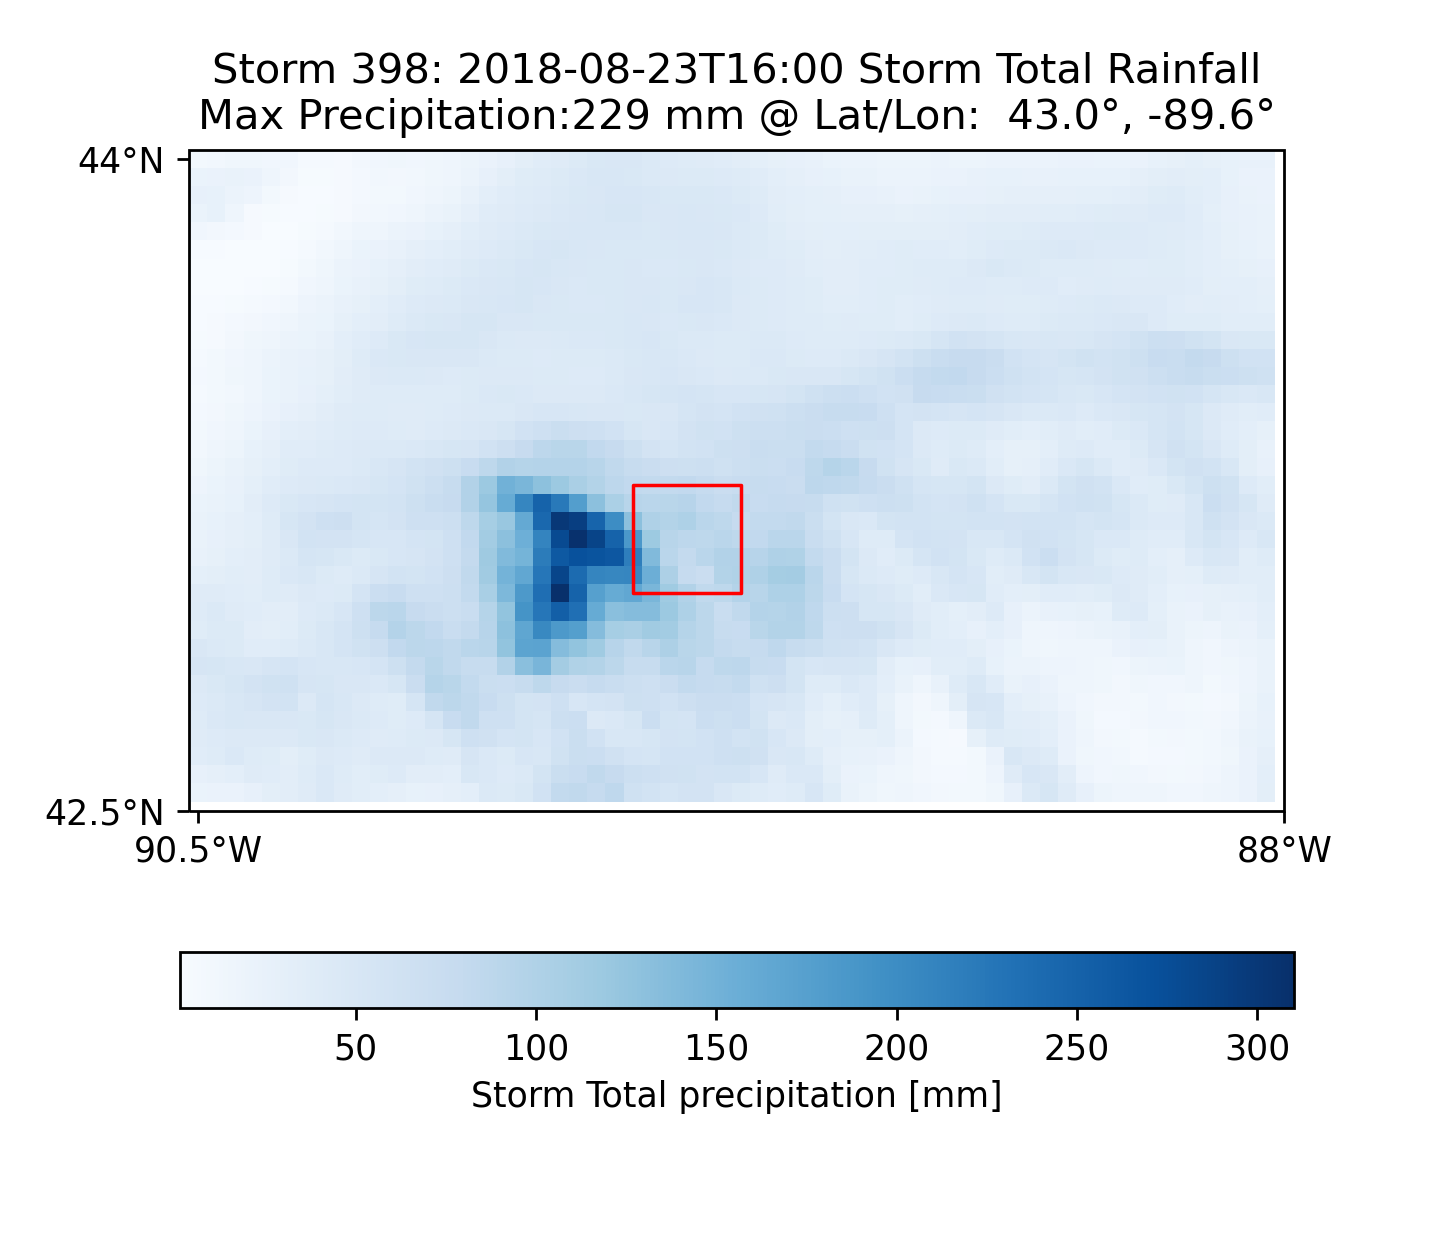 Storm 398: 2018-08-23T16:00 Storm Total Rainfall
Max Precipitation:229 mm @ Lat/Lon:  43.0°, -89.6°
44°N
42.5°N
90.5°W 88°W
50 100 150 200 250 300
Storm Total precipitation [mm]